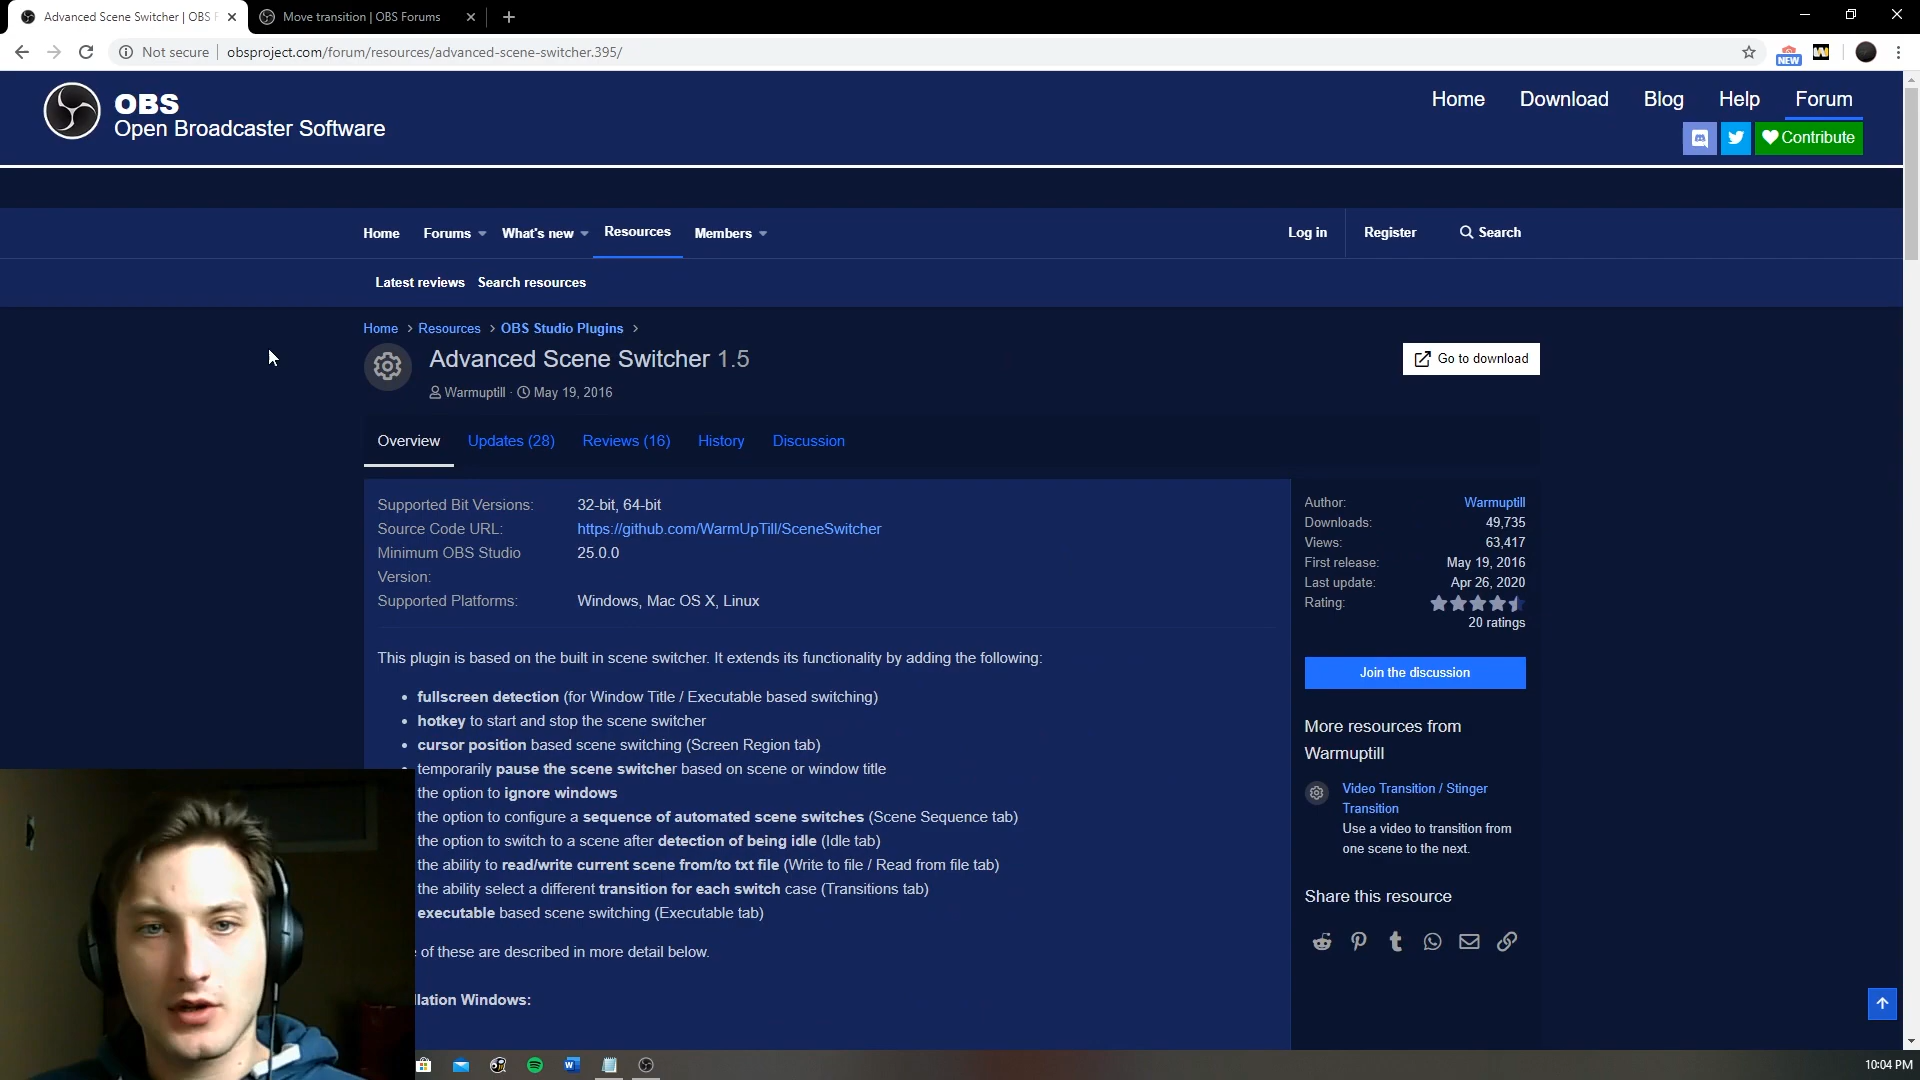 Advanced Scene Switcher | OBS F
Move transition | OBS Forums
Not secure
obsproject.com/forum/resources/advanced-scene-switcher.395/
NEW
W
OBS
Open Broadcaster Software
Home
Download
Blog
Help
Forum
Contribute
Home
Forums
What's new
Resources
Members
Log in
Register
Search
Latest reviews
Search resources
Home
Resources
OBS Studio Plugins
Advanced Scene Switcher 1.5
Go to download
Warmuptill · May 19, 2016
Overview
Updates (28)
Reviews (16)
History
Discussion
Supported Bit Versions: 32-bit, 64-bit
Source Code URL: https://github.com/WarmUpTill/SceneSwitcher
Minimum OBS Studio 25.0.0
Version:
Supported Platforms: Windows, Mac OS X, Linux
This plugin is based on the built in scene switcher. It extends its functionality by adding the following:
• fullscreen detection (for Window Title / Executable based switching)
• hotkey to start and stop the scene switcher
• cursor position based scene switching (Screen Region tab)
• temporarily pause the scene switcher based on scene or window title
the option to ignore windows
the option to configure a sequence of automated scene switches (Scene Sequence tab)
the option to switch to a scene after detection of being idle (Idle tab)
the ability to read/write current scene from/to txt file (Write to file / Read from file tab)
the ability select a different transition for each switch case (Transitions tab)
executable based scene switching (Executable tab)
of these are described in more detail below.
llation Windows:
Author: Warmuptill
Downloads: 49,735
Views: 63,417
First release: May 19, 2016
Last update: Apr 26, 2020
Rating:
20 ratings
Join the discussion
More resources from
Warmuptill
Video Transition / Stinger
Transition
Use a video to transition from
one scene to the next.
Share this resource
W
10:04 PM